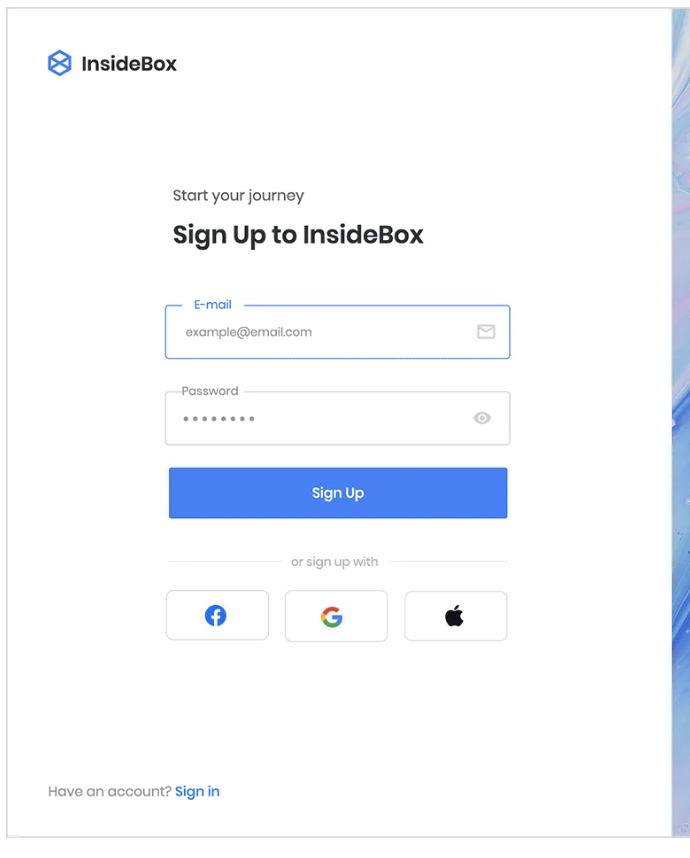 InsideBox
Start your journey
Sign Up to InsideBox
E-mail
example@email.com
Password
Sign Up
or sign up with
Have an account? Sign in